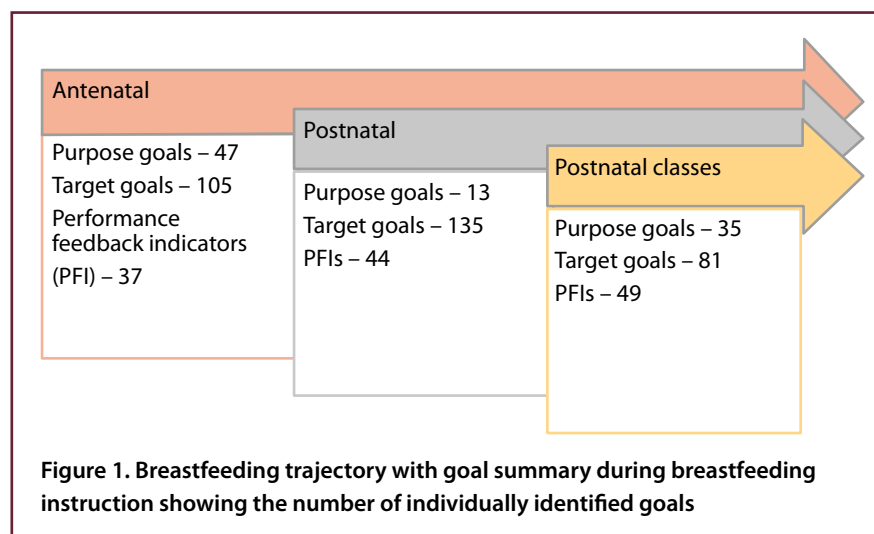 Antenatal
Purpose goals – 47
Target goals – 105
Performance
feedback indicators
(PFI) – 37
Postnatal
Purpose goals – 13
Target goals – 135
PFIs – 44
Postnatal classes
Purpose goals – 35
Target goals – 81
PFIs – 49
Figure 1. Breastfeeding trajectory with goal summary during breastfeeding
instruction showing the number of individually identified goals